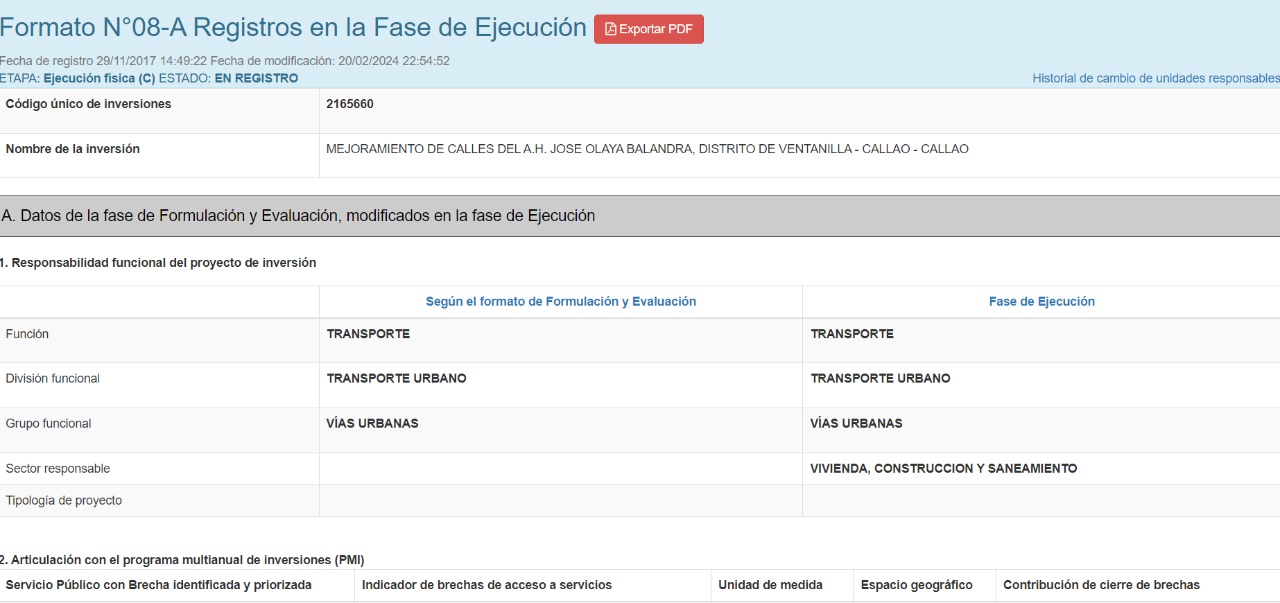 Formato N°08-A Registros en la Fase de Ejecución Exportar PDF
Fecha de registro 29/11/2017 14:49:22 Fecha de modificación: 20/02/2024 22:54:52
ETAPA: Ejecución fisica (C) ESTADO: EN REGISTRO Historial de cambio de unidades responsables
Código único de inversiones 2165660
Nombre de la inversión MEJORAMIENTO DE CALLES DEL A.H. JOSE OLAYA BALANDRA, DISTRITO DE VENTANILLA - CALLAO - CALLAO
A. Datos de la fase de Formulación y Evaluación, modificados en la fase de Ejecución
1. Responsabilidad funcional del proyecto de inversión
Según el formato de Formulación y Evaluación Fase de Ejecución
Función TRANSPORTE TRANSPORTE
División funcional TRANSPORTE URBANO TRANSPORTE URBANO
Grupo funcional VÍAS URBANAS VÍAS URBANAS
Sector responsable VIVIENDA, CONSTRUCCION Y SANEAMIENTO
Tipología de proyecto
2. Articulación con el programa multianual de inversiones (PMI)
Servicio Público con Brecha identificada y priorizada Indicador de brechas de acceso a servicios Unidad de medida Espacio geográfico Contribución de cierre de brechas